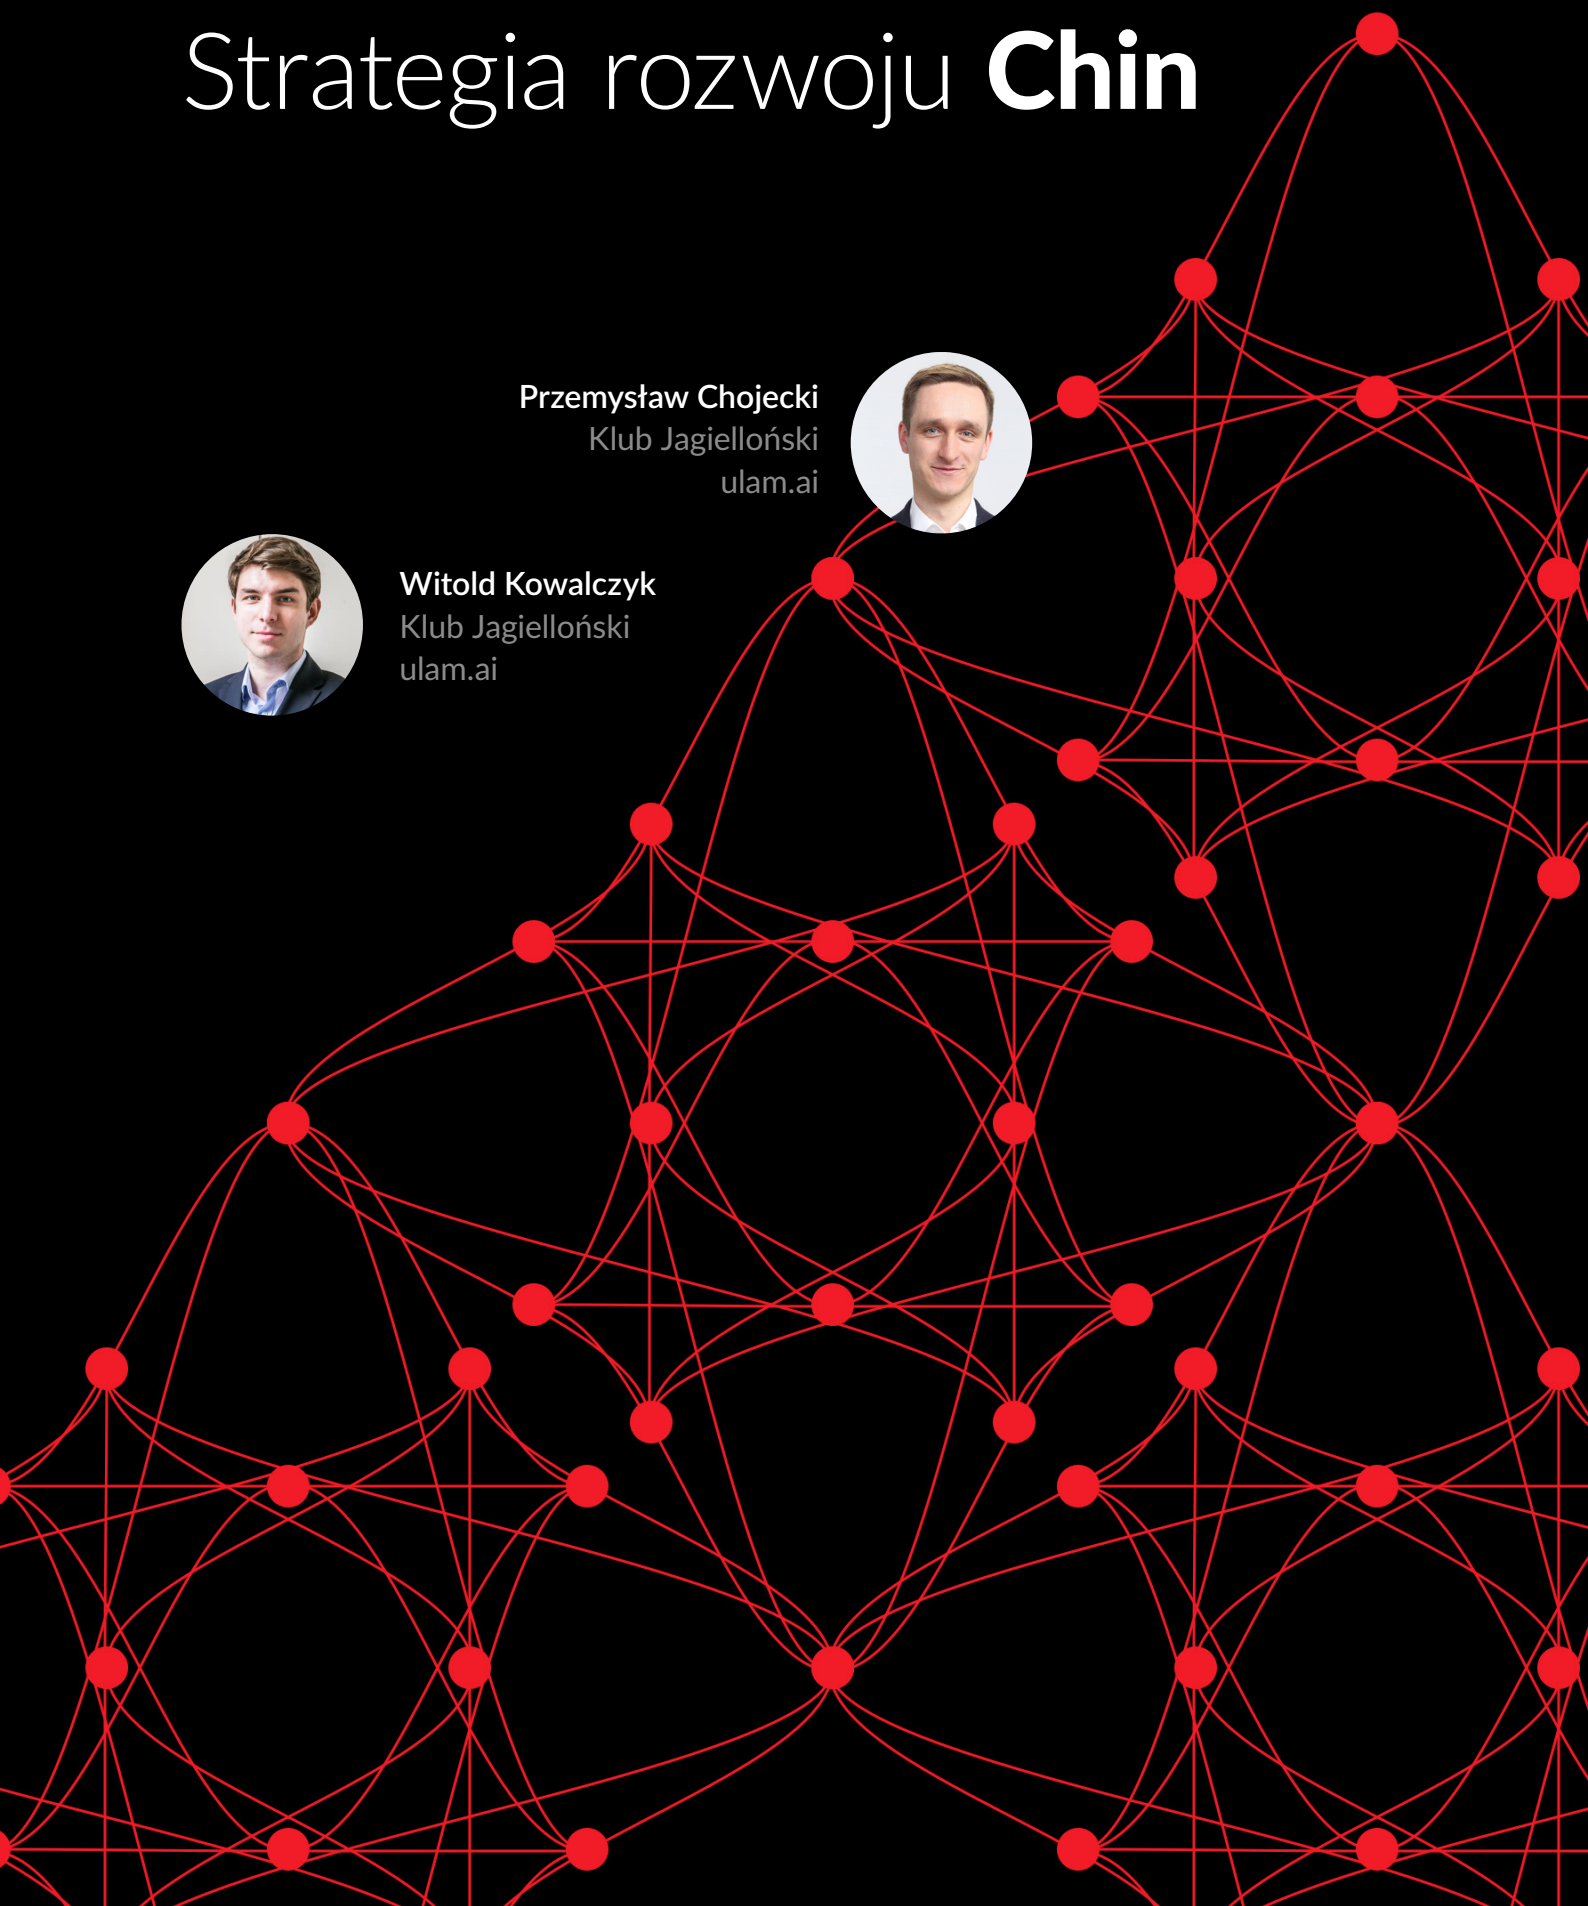 Strategia rozwoju Chin
Przemysław Chojecki
Klub Jagielloński
ulam.ai
Witold Kowalczyk
Klub Jagielloński
ulam.ai